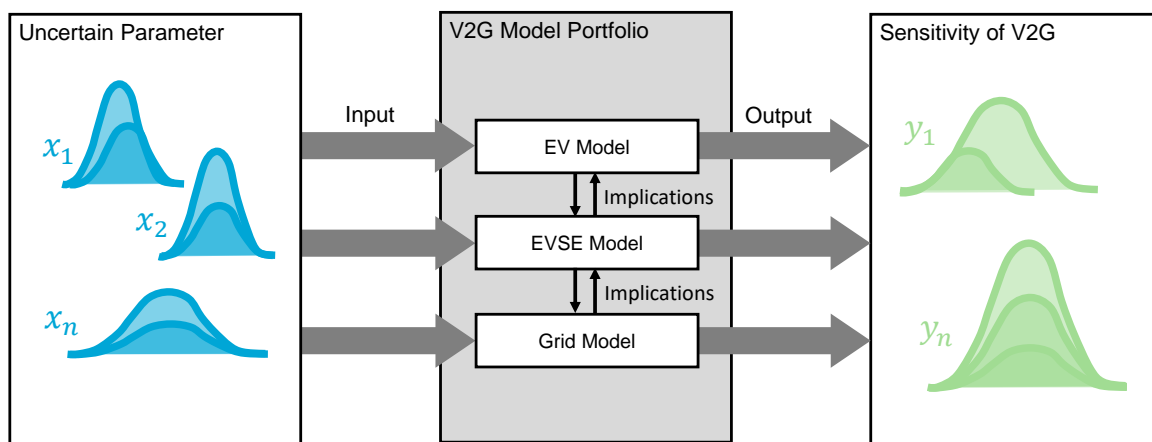 Uncertain Parameter
V2G Model Portfolio
Sensitivity of V2G
Input
Output
x₁
x₂
xₙ
EV Model
Implications
EVSE Model
Implications
Grid Model
y₁
yₙ